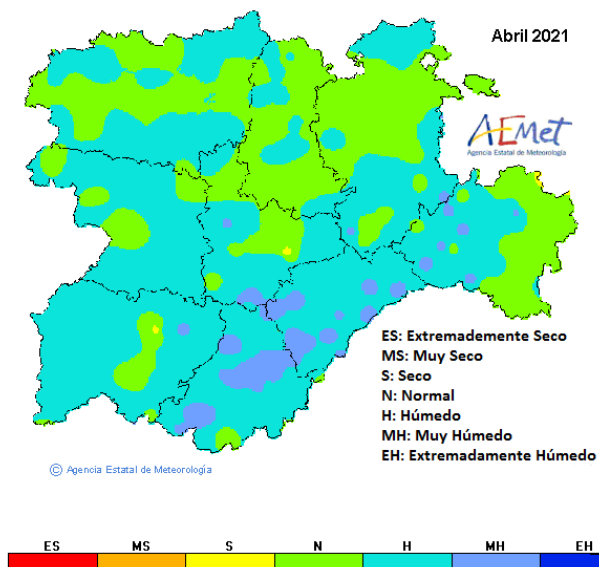 Abril 2021
AEMet
Agencia Estatal de Meteorología
ES: Extremademente Seco
MS: Muy Seco
S: Seco
N: Normal
H: Húmedo
MH: Muy Húmedo
EH: Extremadamente Húmedo
© Agencia Estatal de Meteorología
ES MS S N H MH EH